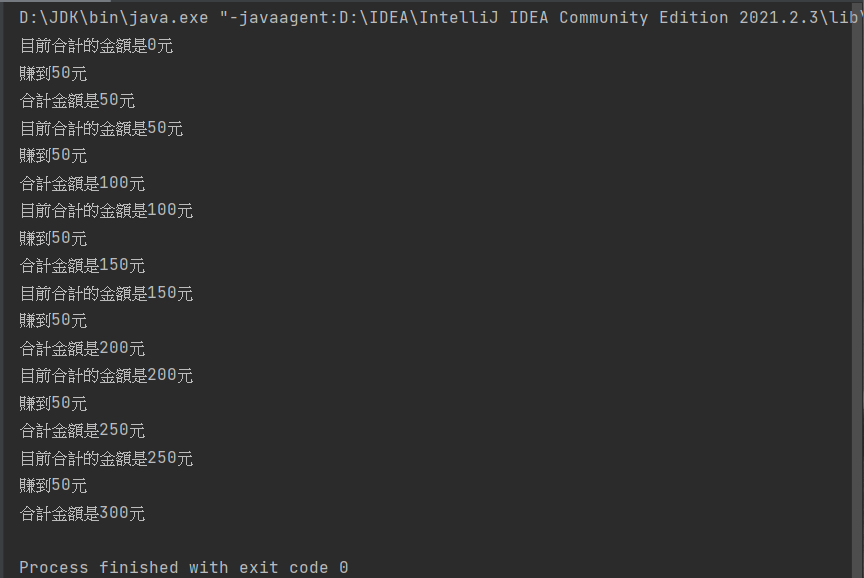 D:\JDK\bin\java.exe "-javaagent:D:\IDEA\IntelliJ IDEA Community Edition 2021.2.3\lib\
目前合計的金額是0元
賺到50元
合計金額是50元
目前合計的金額是50元
賺到50元
合計金額是100元
目前合計的金額是100元
賺到50元
合計金額是150元
目前合計的金額是150元
賺到50元
合計金額是200元
目前合計的金額是200元
賺到50元
合計金額是250元
目前合計的金額是250元
賺到50元
合計金額是300元
Process finished with exit code 0